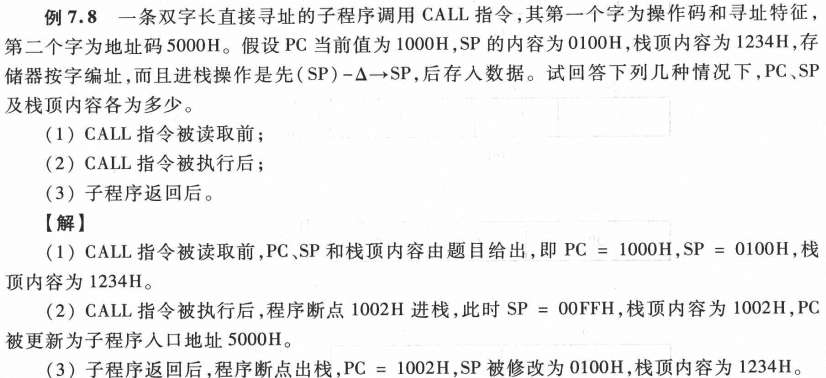 例 7.8 一条双字长直接寻址的子程序调用 CALL 指令,其第一个字为操作码和寻址特征,
第二个字为地址码 5000H。假设 PC 当前值为 1000H,SP 的内容为 0100H,栈顶内容为 1234H,存
储器按字编址,而且进栈操作是先(SP)-Δ→SP,后存入数据。试回答下列几种情况下,PC、SP
及栈顶内容各为多少。
(1) CALL 指令被读取前;
(2) CALL 指令被执行后;
(3) 子程序返回后。
【解】
(1) CALL 指令被读取前,PC、SP 和栈顶内容由题目给出,即 PC = 1000H,SP = 0100H,栈
顶内容为 1234H。
(2) CALL 指令被执行后,程序断点 1002H 进栈,此时 SP = 00FFH,栈顶内容为 1002H,PC
被更新为子程序入口地址 5000H。
(3) 子程序返回后,程序断点出栈,PC = 1002H,SP 被修改为 0100H,栈顶内容为 1234H。